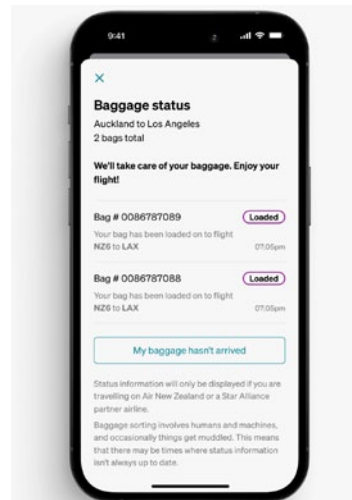 9:41
Baggage status
Auckland to Los Angeles
2 bags total
We'll take care of your baggage. Enjoy your
flight!
Bag # 0086787089 Loaded
Your bag has been loaded on to flight
NZ6 to LAX 07:05pm
Bag # 0086787088 Loaded
Your bag has been loaded on to flight
NZ6 to LAX 07:05pm
My baggage hasn't arrived
Status information will only be displayed if you are
travelling on Air New Zealand or a Star Alliance
partner airline.
Baggage sorting involves humans and machines,
and occasionally things get muddled. This means
that there may be times where status information
isn't always up to date.